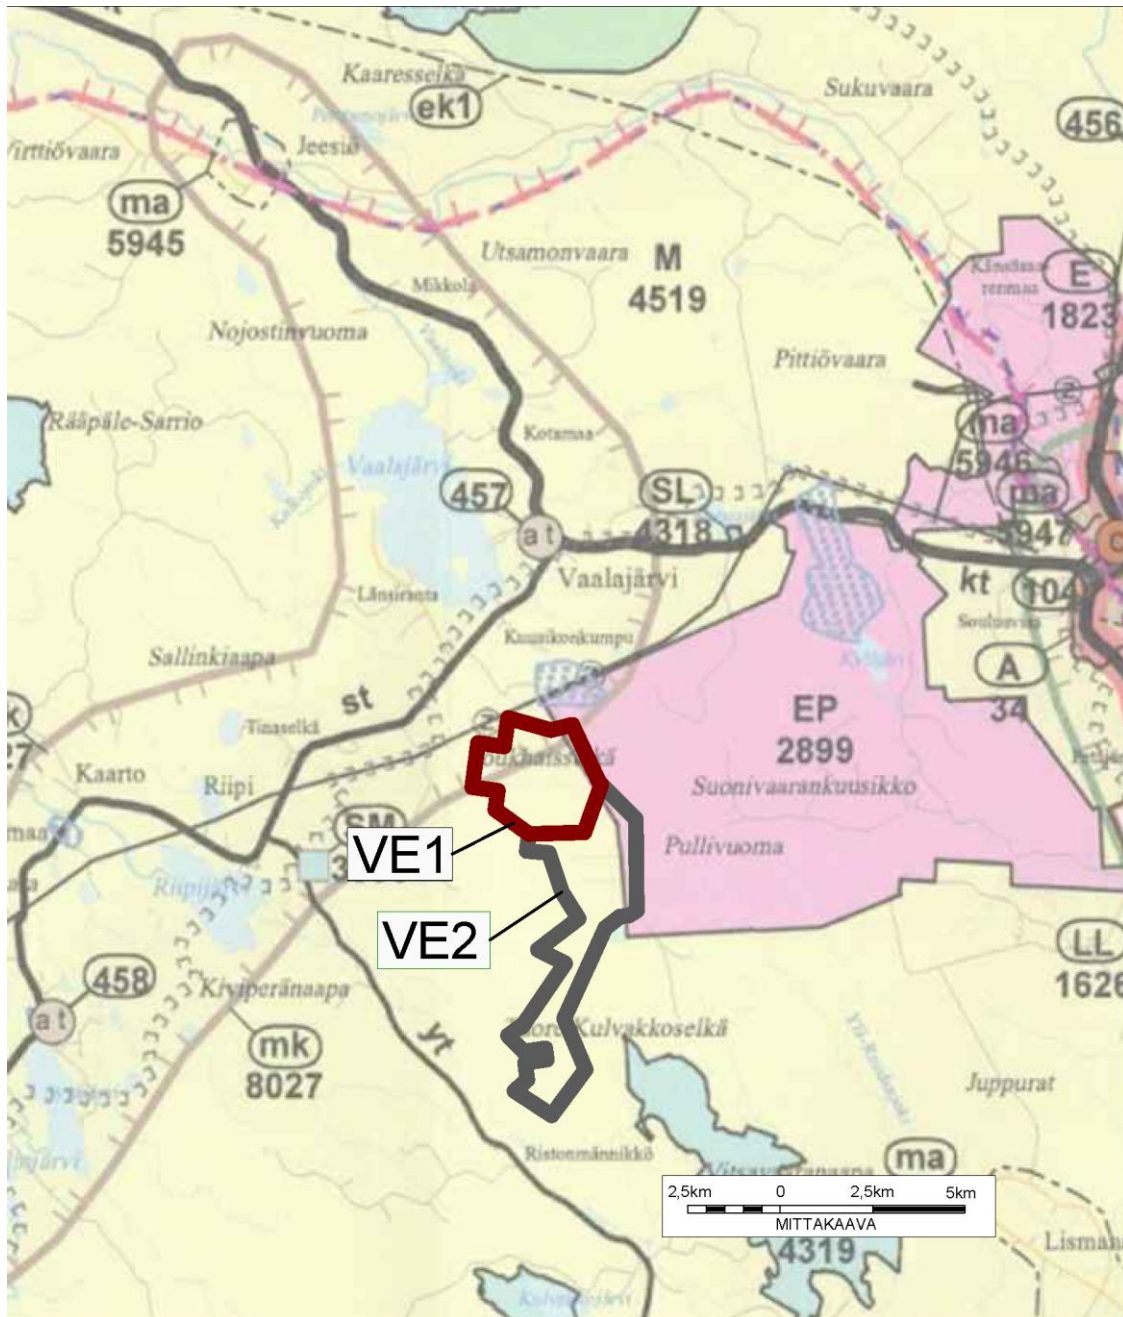 Kaaresselkä
ek1
Sukuvaara
456
Jeesiö
ma
5945
Utsamonvaara
M
4519
E
1823
Mikkola
Nojostinvuoma
Pittiövaara
Rääpäle-Sarrio
Kotamaa
ma
5946
Vaalajärvi
457
SL
4318
ma
5947
at
Vaalajärvi
kt
104
Länsiranta
Kuusikonkumpu
Sallinkiaapa
A
34
st
EP
2899
Tinaselkä
Kaarto
Riipi
Suonivaarankuusikko
SM
VE1
Pullivuoma
Riipijärvi
VE2
LL
1626
458
Kiviperänaapa
at
yt
Kulvakkoselkä
mk
8027
Juppurat
Ristonmännikkö
ma
Vitsavaaranaapa
2,5km 0 2,5km 5km
MITTAKAAVA
4319